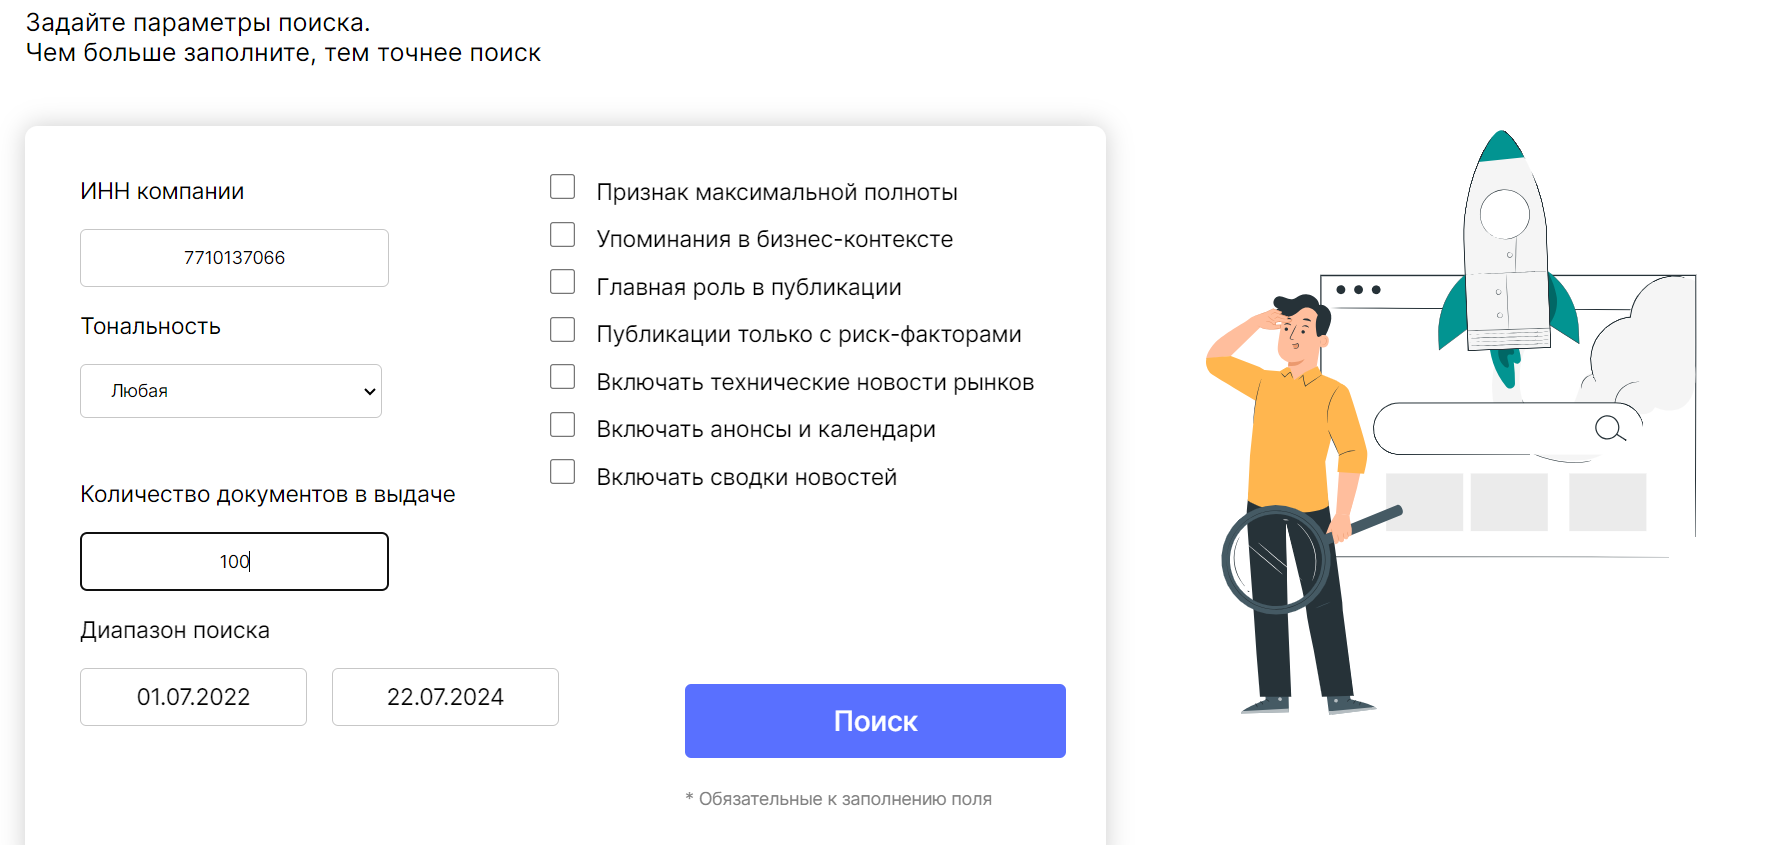 Задайте параметры поиска.
Чем больше заполните, тем точнее поиск
ИНН компании
7710137066
Тональность
Любая
Количество документов в выдаче
100
Диапазон поиска
01.07.2022
22.07.2024
Признак максимальной полноты
Упоминания в бизнес-контексте
Главная роль в публикации
Публикации только с риск-факторами
Включать технические новости рынков
Включать анонсы и календари
Включать сводки новостей
Поиск
* Обязательные к заполнению поля